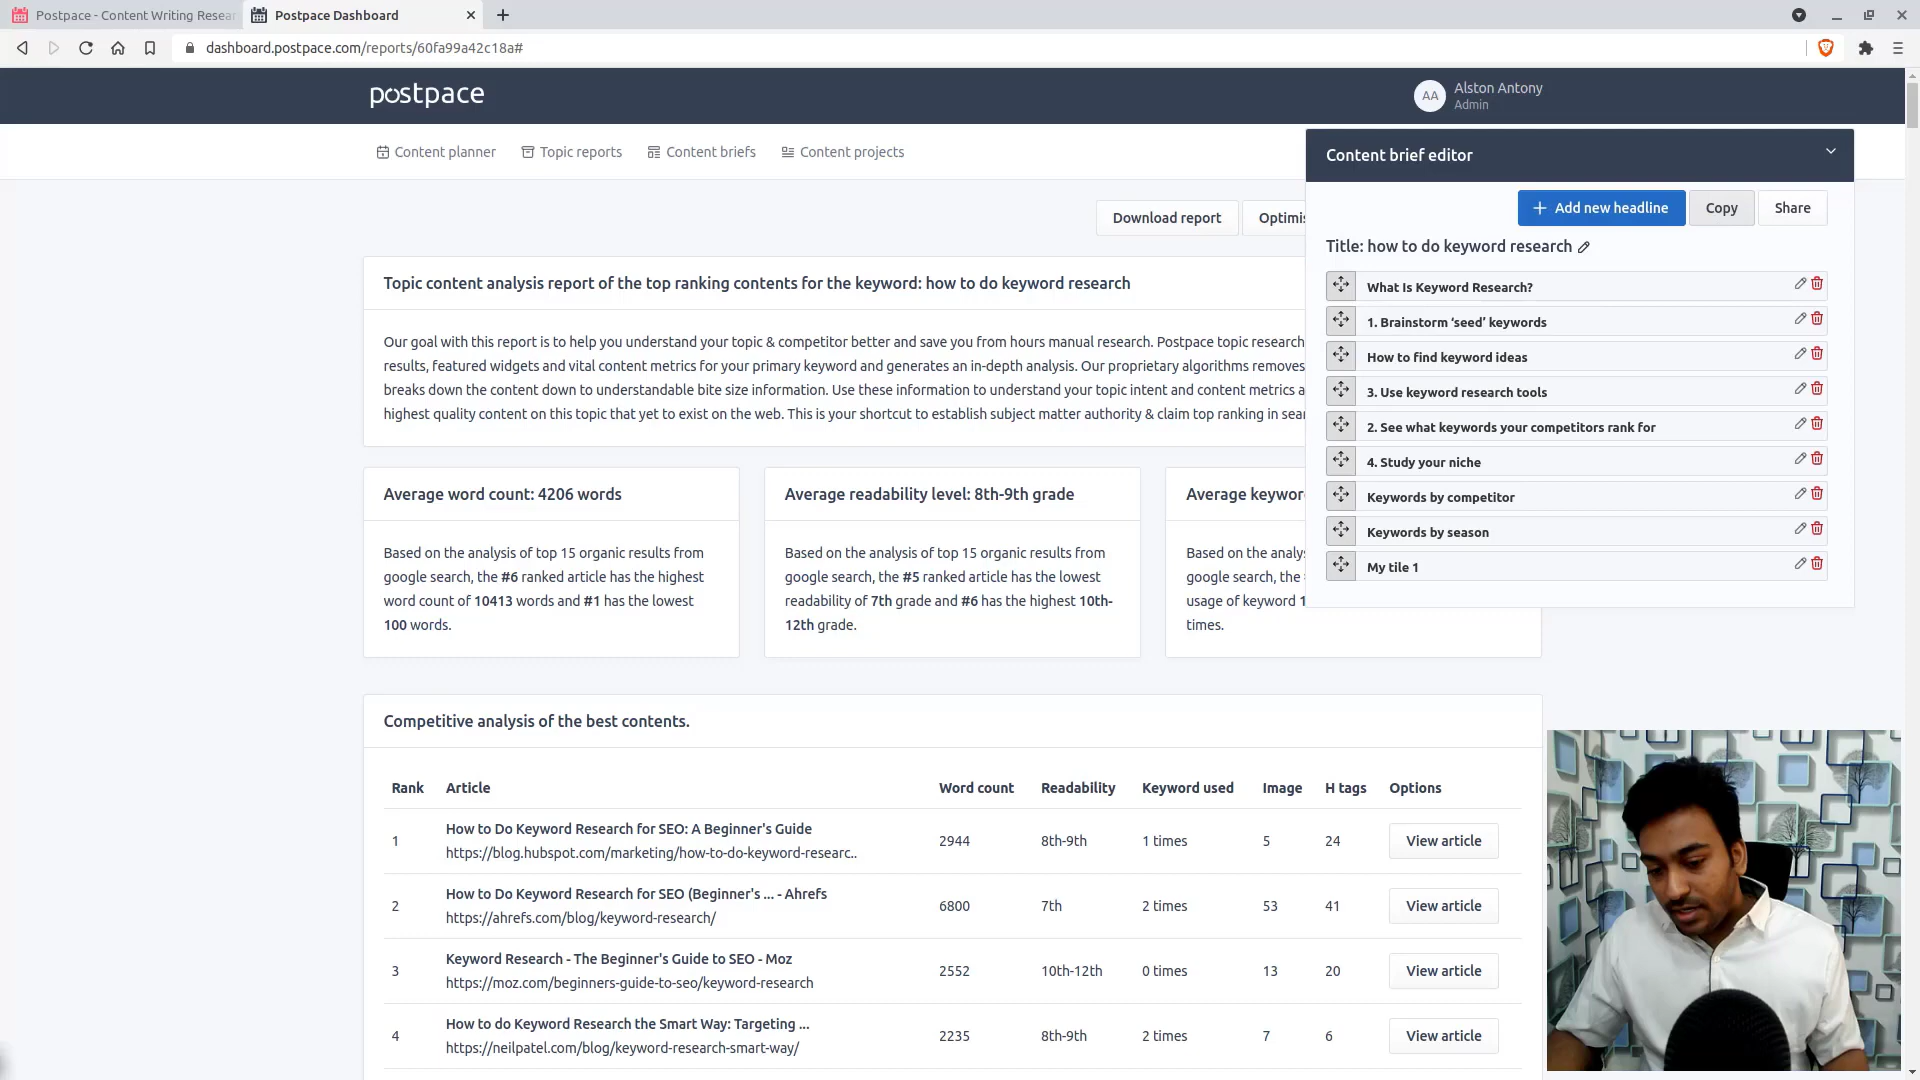 Postpace - Content Writing Resear
Postpace Dashboard
dashboard.postpace.com/reports/60fa99a42c18a#
postpace
AA
Alston Antony
Admin
Content planner
Topic reports
Content briefs
Content projects
Download report
Optimis
Topic content analysis report of the top ranking contents for the keyword: how to do keyword research
Our goal with this report is to help you understand your topic & competitor better and save you from hours manual research. Postpace topic research
results, featured widgets and vital content metrics for your primary keyword and generates an in-depth analysis. Our proprietary algorithms removes
breaks down the content down to understandable bite size information. Use these information to understand your topic intent and content metrics a
highest quality content on this topic that yet to exist on the web. This is your shortcut to establish subject matter authority & claim top ranking in sear
Content brief editor
Add new headline
Copy
Share
Title: how to do keyword research
What Is Keyword Research?
1. Brainstorm ‘seed’ keywords
How to find keyword ideas
3. Use keyword research tools
2. See what keywords your competitors rank for
4. Study your niche
Keywords by competitor
Keywords by season
My tile 1
Average word count: 4206 words
Based on the analysis of top 15 organic results from
google search, the #6 ranked article has the highest
word count of 10413 words and #1 has the lowest
100 words.
Average readability level: 8th-9th grade
Based on the analysis of top 15 organic results from
google search, the #5 ranked article has the lowest
readability of 7th grade and #6 has the highest 10th-
12th grade.
Average keywor
Based on the analys
google search, the
usage of keyword 1
times.
Competitive analysis of the best contents.
Rank Article Word count Readability Keyword used Image H tags Options
1 How to Do Keyword Research for SEO: A Beginner's Guide 2944 8th-9th 1 times 5 24 View article
https://blog.hubspot.com/marketing/how-to-do-keyword-researc..
2 How to Do Keyword Research for SEO (Beginner's ... - Ahrefs 6800 7th 2 times 53 41 View article
https://ahrefs.com/blog/keyword-research/
3 Keyword Research - The Beginner's Guide to SEO - Moz 2552 10th-12th 0 times 13 20 View article
https://moz.com/beginners-guide-to-seo/keyword-research
4 How to do Keyword Research the Smart Way: Targeting ... 2235 8th-9th 2 times 7 6 View article
https://neilpatel.com/blog/keyword-research-smart-way/